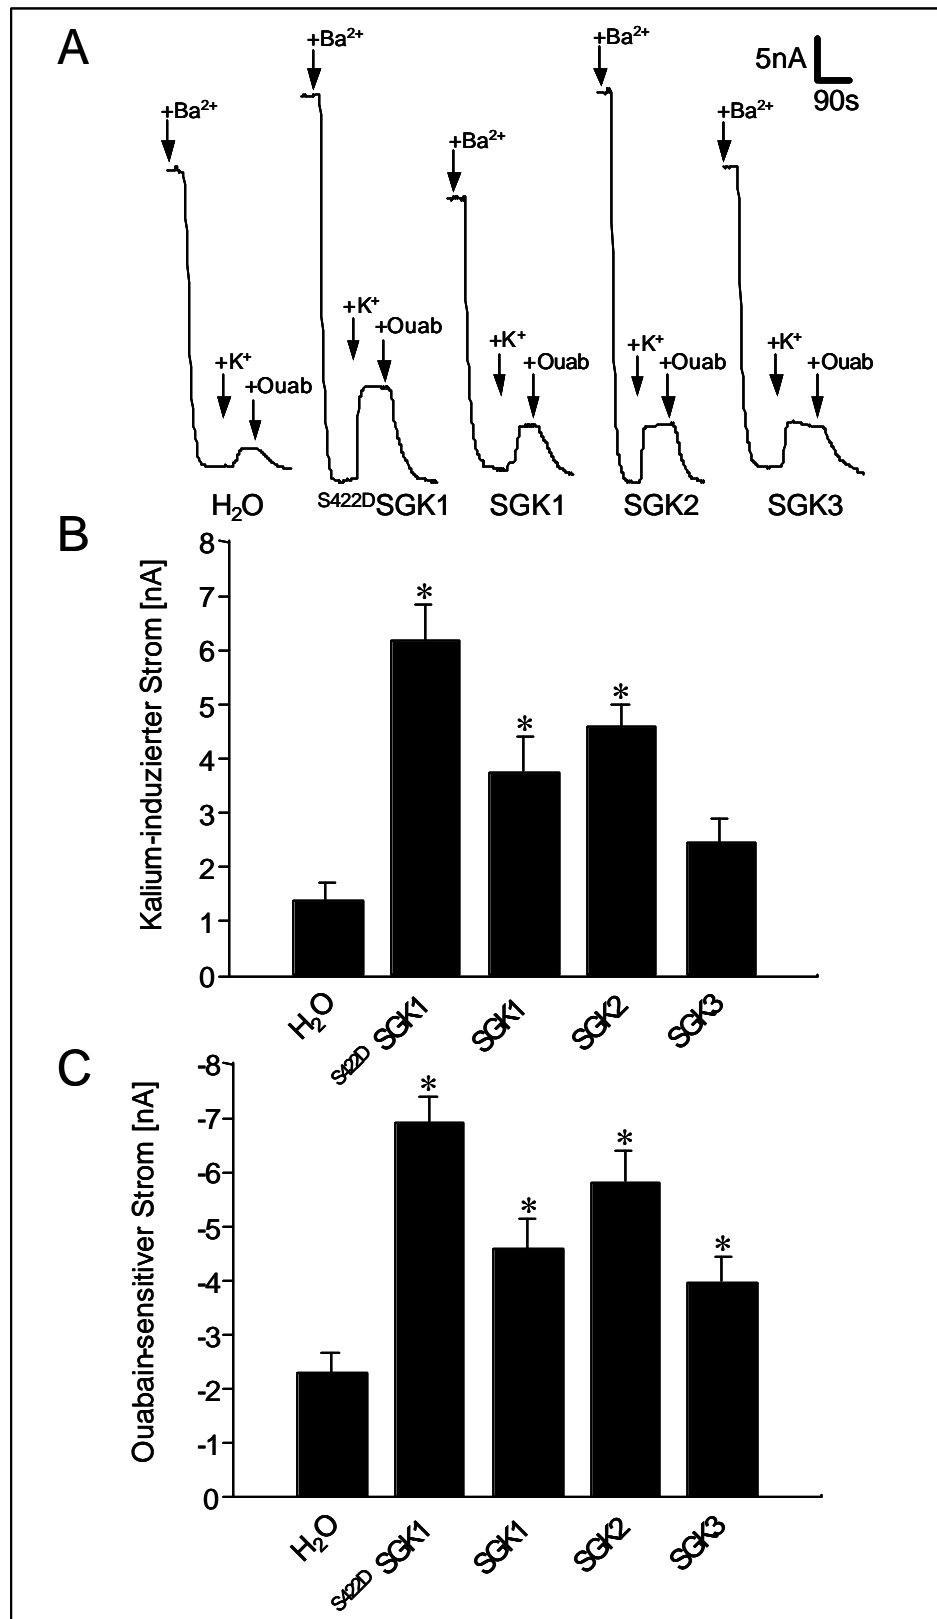 A
+Ba²⁺
+Ba²⁺
+Ba²⁺
+Ba²⁺
+Ba²⁺
5nA
90s
+K⁺
+Ouab
+K⁺
+Ouab
+K⁺
+Ouab
+K⁺
+Ouab
+K⁺
+Ouab
H₂O
S422DSGK1
SGK1
SGK2
SGK3
B
Kalium-induzierter Strom [nA]
8
7
6
5
4
3
2
1
0
*
*
*
H₂O
S422D SGK1
SGK1
SGK2
SGK3
C
Ouabain-sensitiver Strom [nA]
-8
-7
-6
-5
-4
-3
-2
-1
0
*
*
*
*
H₂O
S422D SGK1
SGK1
SGK2
SGK3